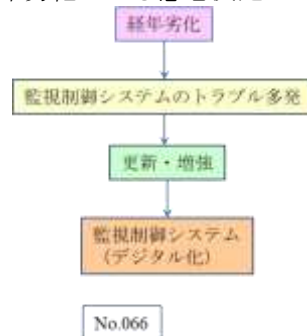 経年劣化
監視制御システムのトラブル多発
更新・増強
監視制御システム
(デジタル化)
No.066